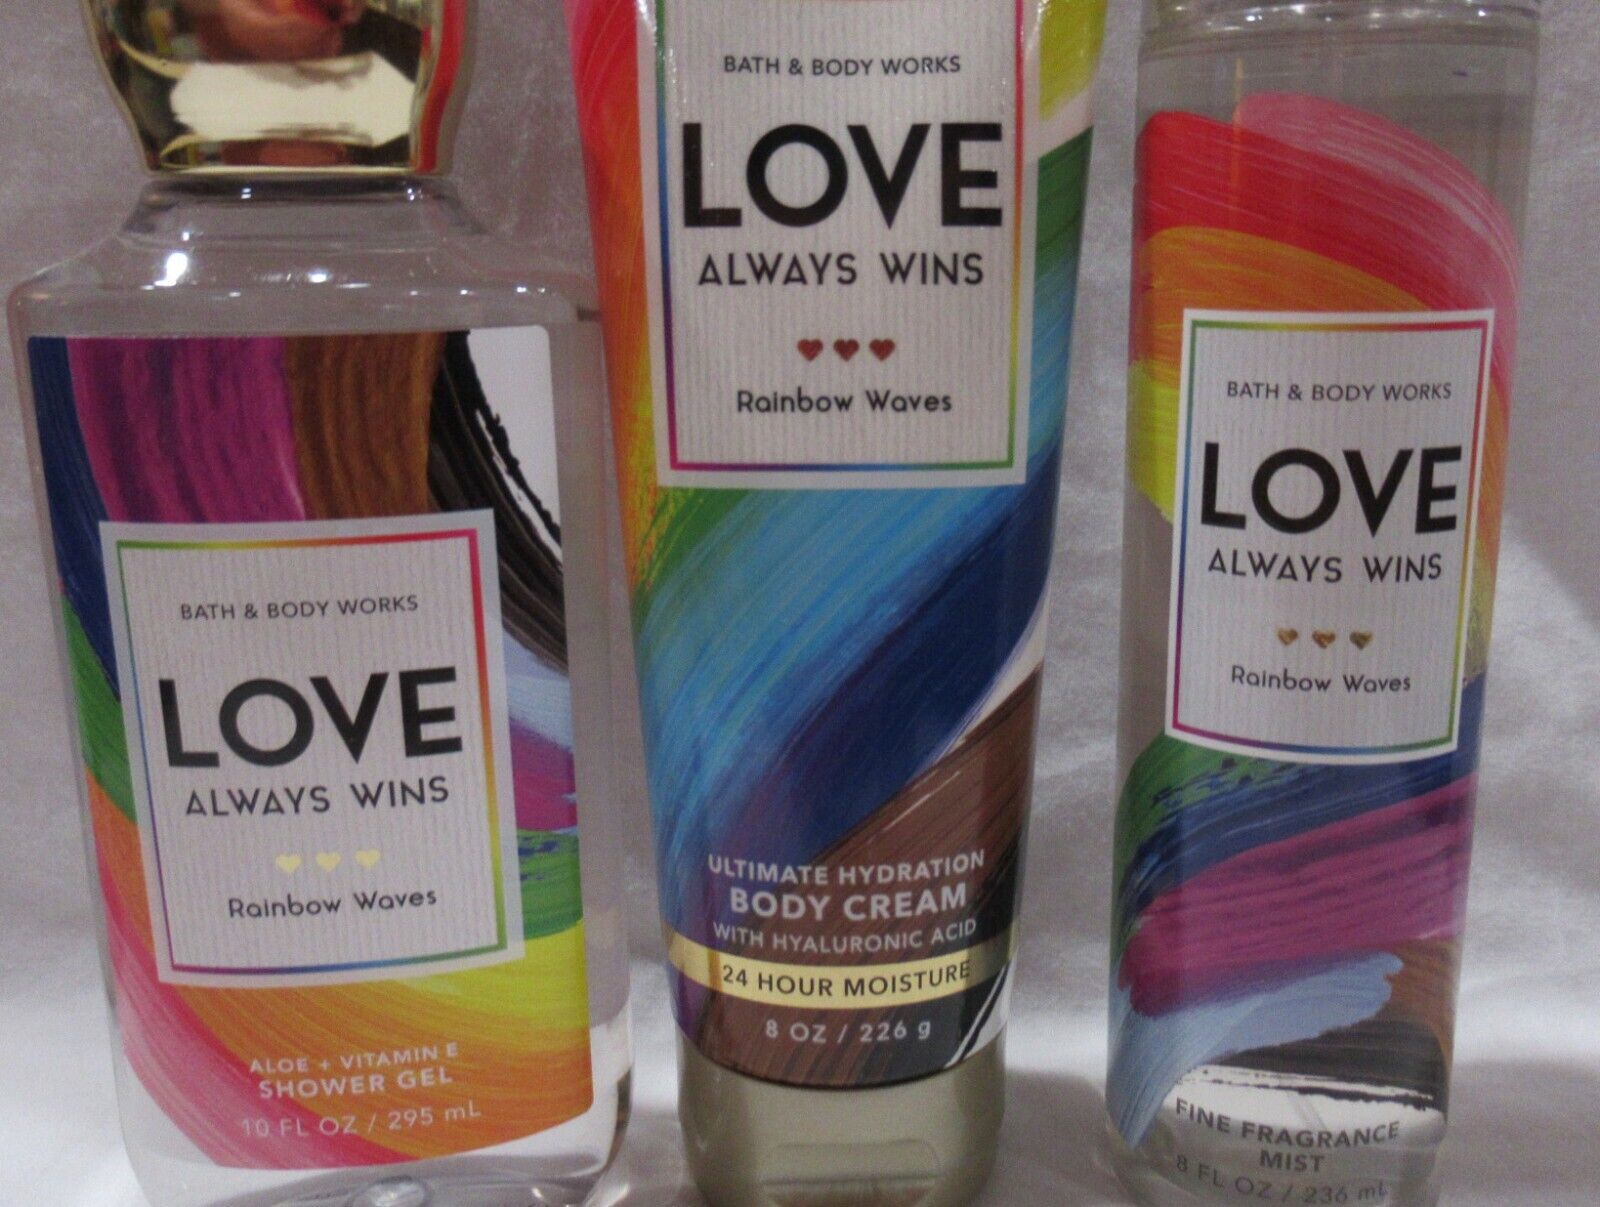 BATH & BODY WORKS
LOVE
ALWAYS WINS
Rainbow Waves
ALOE + VITAMIN E
SHOWER GEL
10 FL OZ / 295 mL
BATH & BODY WORKS
LOVE
ALWAYS WINS
Rainbow Waves
ULTIMATE HYDRATION
BODY CREAM
WITH HYALURONIC ACID
24 HOUR MOISTURE
8 OZ / 226 g
BATH & BODY WORKS
LOVE
ALWAYS WINS
Rainbow Waves
FINE FRAGRANCE
MIST
8 FL OZ / 236 mL